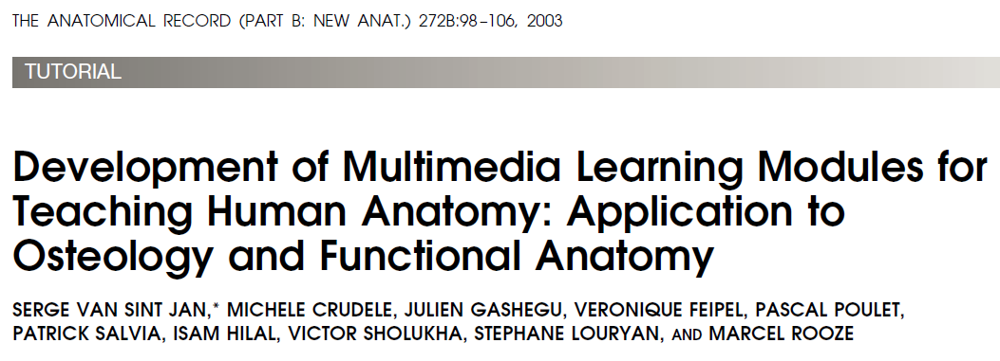 THE ANATOMICAL RECORD (PART B: NEW ANAT.) 272B:98–106, 2003
TUTORIAL
Development of Multimedia Learning Modules for
Teaching Human Anatomy: Application to
Osteology and Functional Anatomy
SERGE VAN SINT JAN,* MICHELE CRUDELE, JULIEN GASHEGU, VERONIQUE FEIPEL, PASCAL POULET,
PATRICK SALVIA, ISAM HILAL, VICTOR SHOLUKHA, STEPHANE LOURYAN, AND MARCEL ROOZE